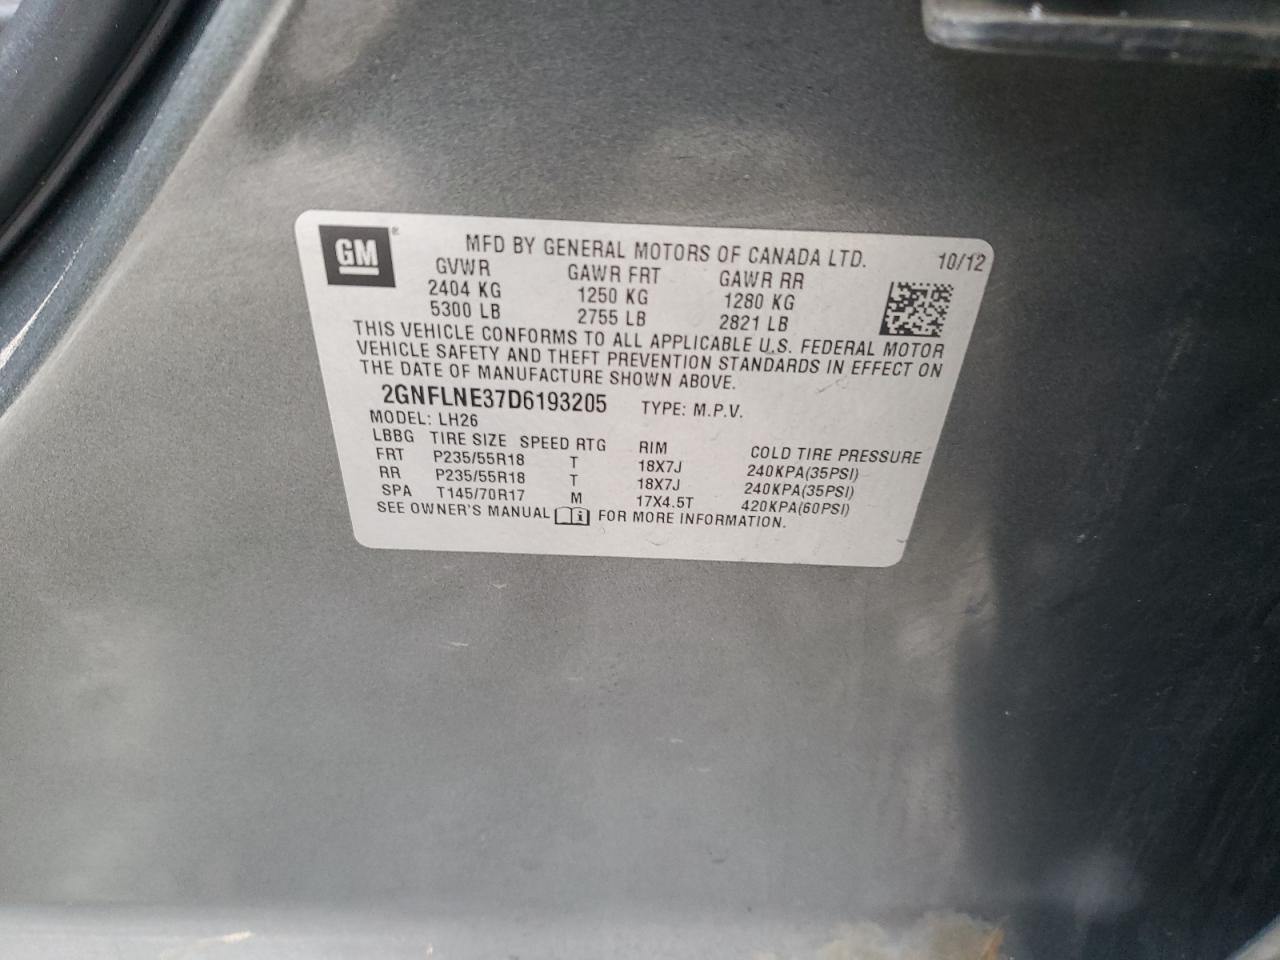 GM®
MFD BY GENERAL MOTORS OF CANADA LTD. 10/12
GVWR GAWR FRT GAWR RR
2404 KG 1250 KG 1280 KG
5300 LB 2755 LB 2821 LB
THIS VEHICLE CONFORMS TO ALL APPLICABLE U.S. FEDERAL MOTOR
VEHICLE SAFETY AND THEFT PREVENTION STANDARDS IN EFFECT ON
THE DATE OF MANUFACTURE SHOWN ABOVE.
2GNFLNE37D6193205 TYPE: M.P.V.
MODEL: LH26
LBBG TIRE SIZE SPEED RTG RIM COLD TIRE PRESSURE
FRT P235/55R18 T 18X7J 240KPA(35PSI)
RR P235/55R18 T 18X7J 240KPA(35PSI)
SPA T145/70R17 M 17X4.5T 420KPA(60PSI)
SEE OWNER'S MANUAL i FOR MORE INFORMATION.